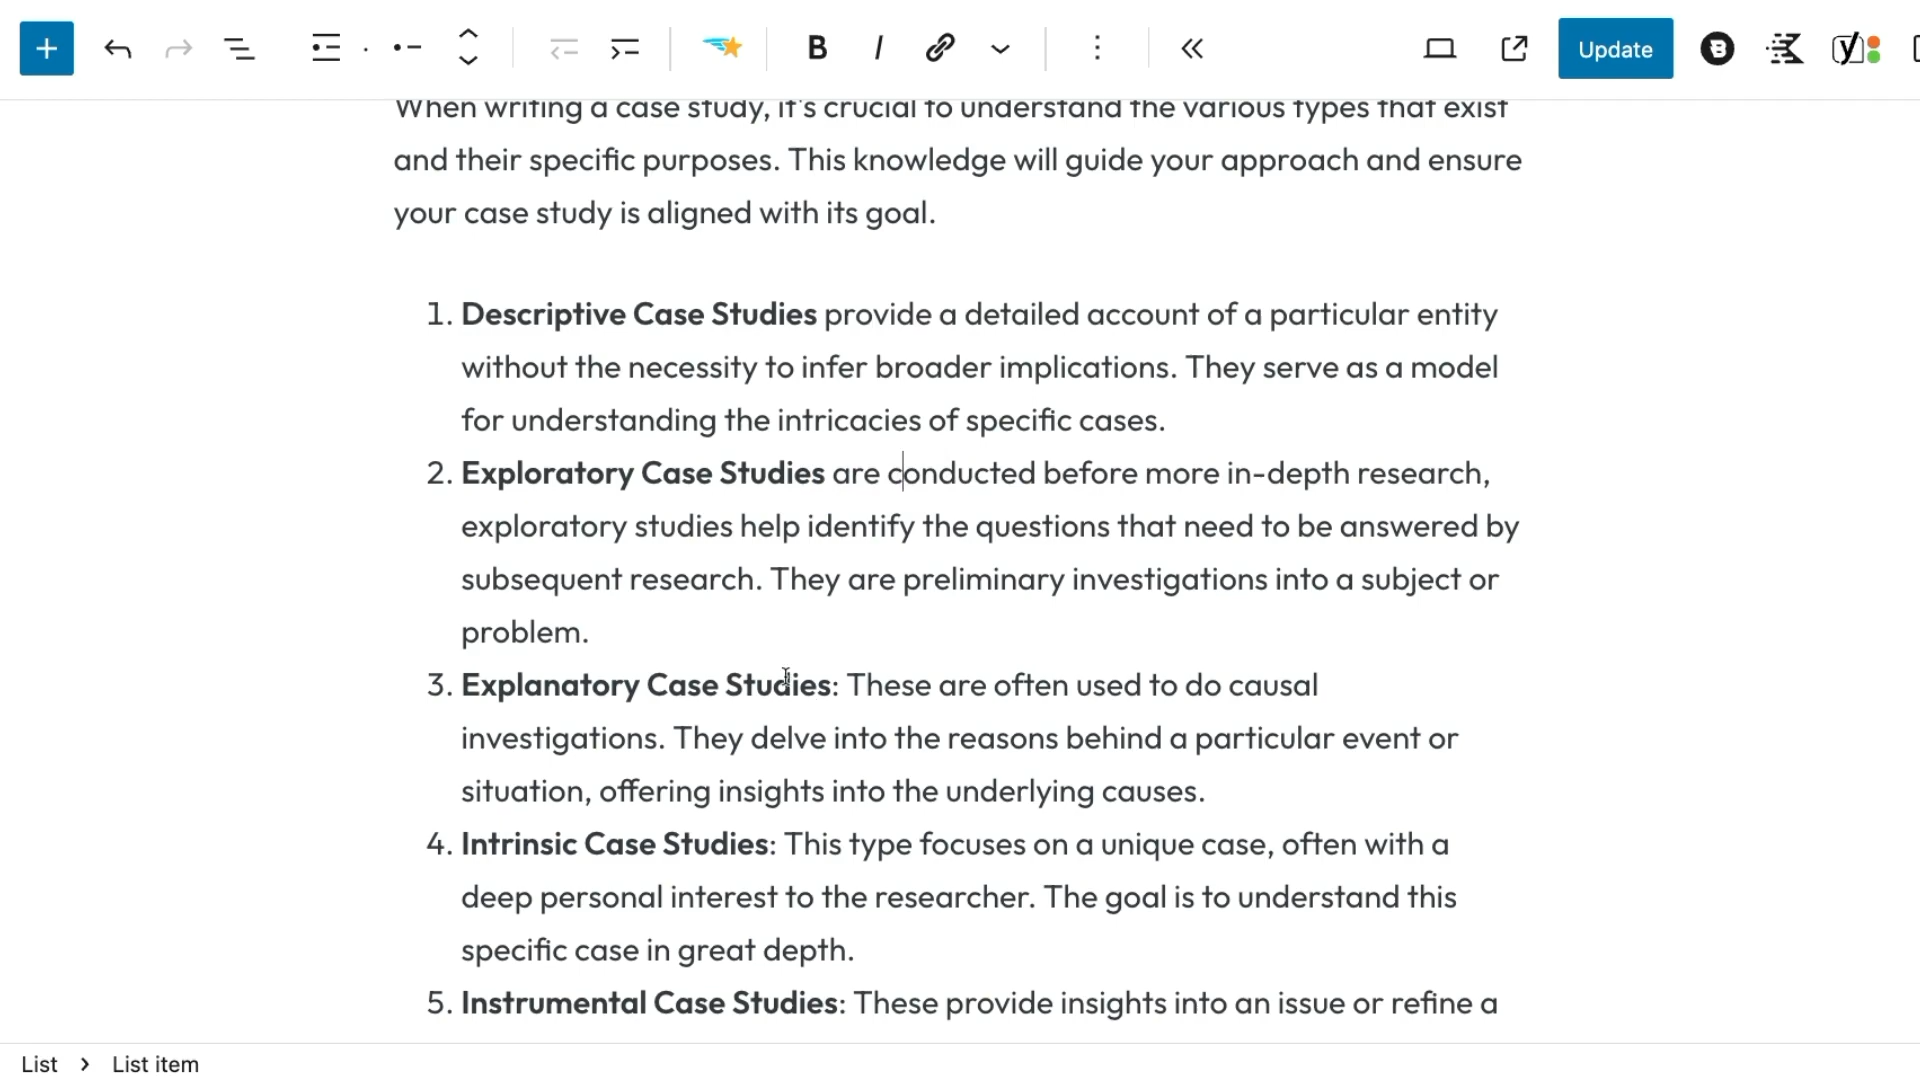 Update
When writing a case study, it's crucial to understand the various types that exist
and their specific purposes. This knowledge will guide your approach and ensure
your case study is aligned with its goal.
1. Descriptive Case Studies provide a detailed account of a particular entity
without the necessity to infer broader implications. They serve as a model
for understanding the intricacies of specific cases.
2. Exploratory Case Studies are conducted before more in-depth research,
exploratory studies help identify the questions that need to be answered by
subsequent research. They are preliminary investigations into a subject or
problem.
3. Explanatory Case Studies: These are often used to do causal
investigations. They delve into the reasons behind a particular event or
situation, offering insights into the underlying causes.
4. Intrinsic Case Studies: This type focuses on a unique case, often with a
deep personal interest to the researcher. The goal is to understand this
specific case in great depth.
5. Instrumental Case Studies: These provide insights into an issue or refine a
List > List item